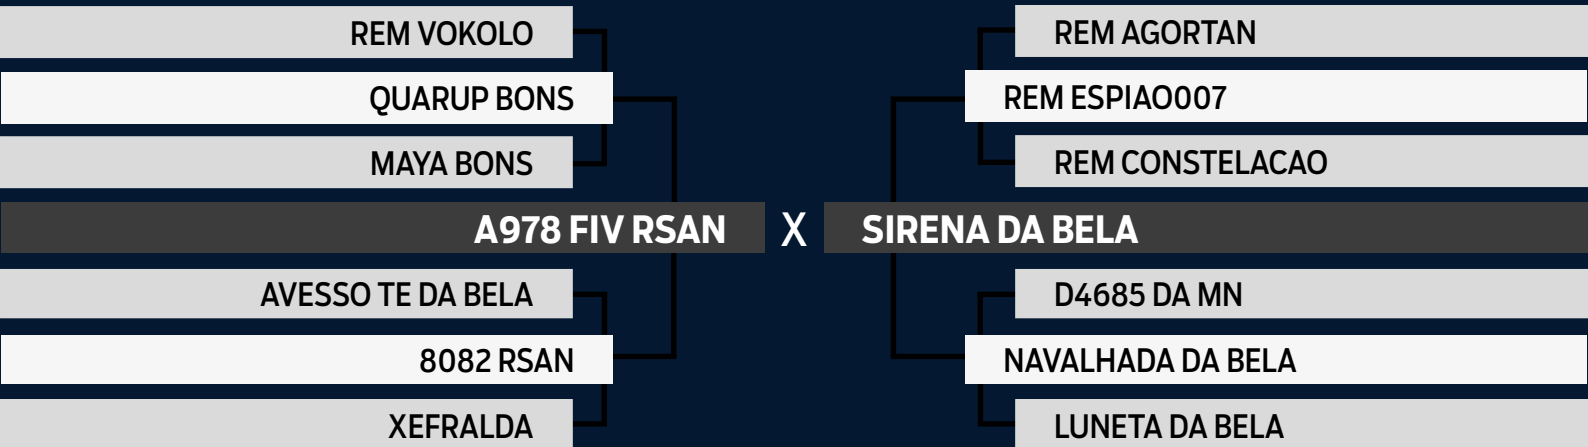 REM VOKOLO
REM AGORTAN
QUARUP BONS
REM ESPIAO007
MAYA BONS
REM CONSTELACAO
A978 FIV RSAN X SIRENA DA BELA
AVESSO TE DA BELA
D4685 DA MN
8082 RSAN
NAVALHADA DA BELA
XEFRALDA
LUNETA DA BELA